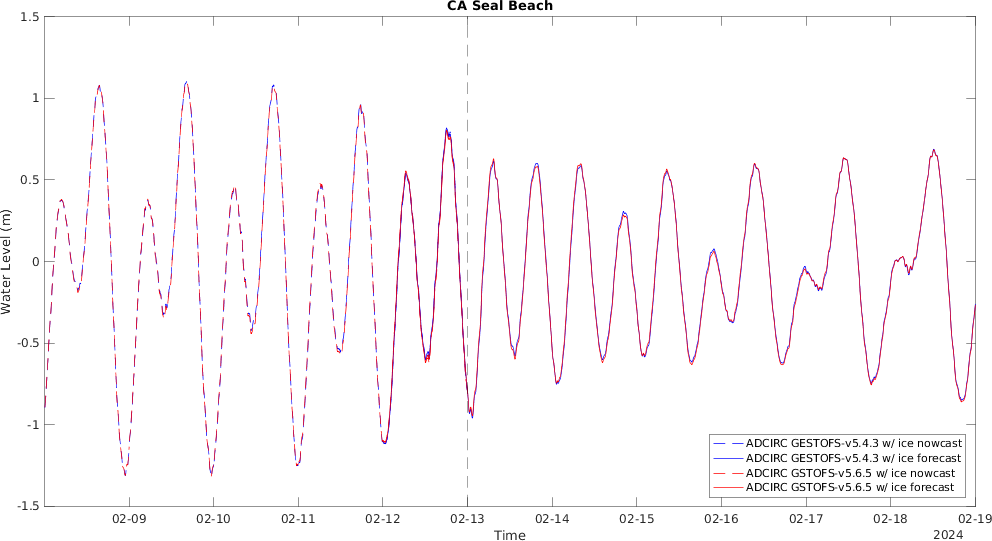 CA Seal Beach
1.5
1
0.5
0
-0.5
-1
-1.5
Water Level (m)
02-09 02-10 02-11 02-12 02-13 02-14 02-15 02-16 02-17 02-18 02-19
Time
2024
ADCIRC GESTOFS-v5.4.3 w/ ice nowcast
ADCIRC GESTOFS-v5.4.3 w/ ice forecast
ADCIRC GSTOFS-v5.6.5 w/ ice nowcast
ADCIRC GSTOFS-v5.6.5 w/ ice forecast